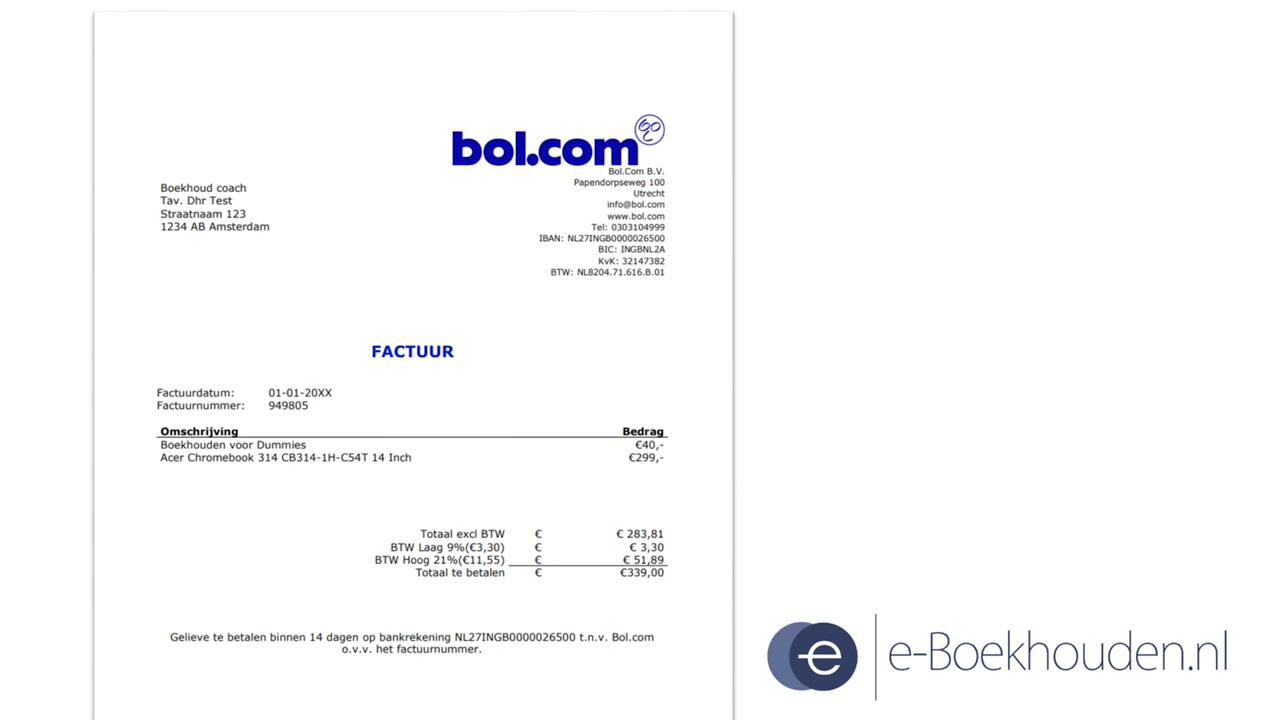 bol.com
Bol.Com B.V.
Papendorpseweg 100
Utrecht
info@bol.com
www.bol.com
Tel: 0303104999
IBAN: NL27INGB0000026500
BIC: INGBNL2A
KvK: 32147382
BTW: NL8204.71.616.B.01
Boekhoud coach
Tav. Dhr Test
Straatnaam 123
1234 AB Amsterdam
FACTUUR
Factuurdatum: 01-01-20XX
Factuurnummer: 949805
Omschrijving Bedrag
Boekhouden voor Dummies €40,-
Acer Chromebook 314 CB314-1H-C54T 14 Inch €299,-
Totaal excl BTW € € 283,81
BTW Laag 9%(€3,30) € € 3,30
BTW Hoog 21%(€11,55) € € 51,89
Totaal te betalen € €339,00
Gelieve te betalen binnen 14 dagen op bankrekening NL27INGB0000026500 t.n.v. Bol.com
o.v.v. het factuurnummer.
e e-Boekhouden.nl